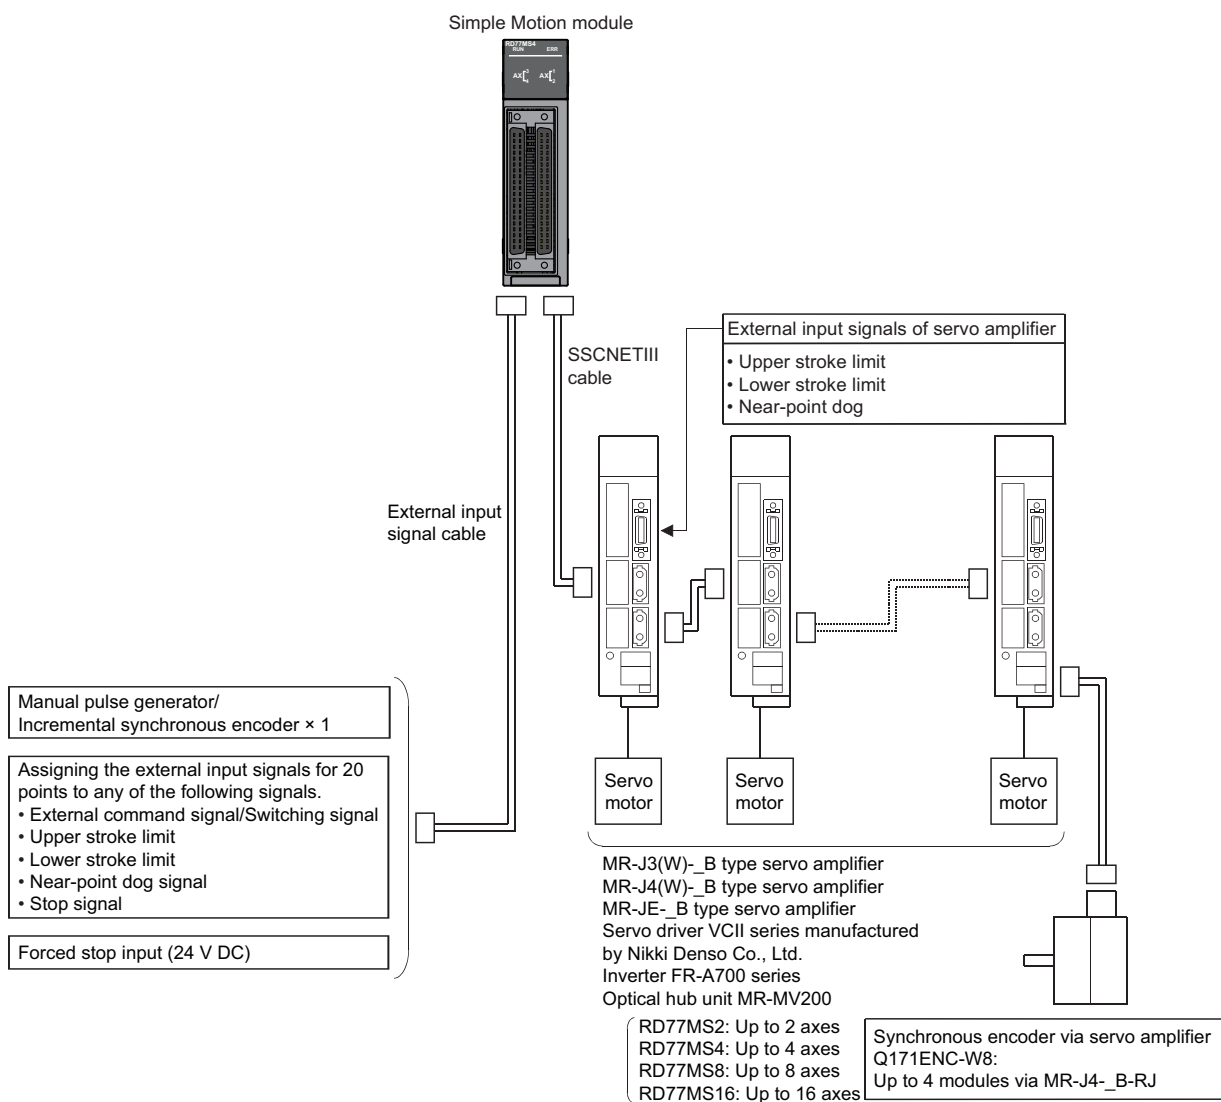 Simple Motion module
RD77MS4
RUN ERR
AX 3 4 AX 1 2
SSCNETIII
cable
External input signals of servo amplifier
• Upper stroke limit
• Lower stroke limit
• Near-point dog
External input
signal cable
Manual pulse generator/
Incremental synchronous encoder × 1
Assigning the external input signals for 20
points to any of the following signals.
• External command signal/Switching signal
• Upper stroke limit
• Lower stroke limit
• Near-point dog signal
• Stop signal
Forced stop input (24 V DC)
Servo
motor
Servo
motor
Servo
motor
MR-J3(W)-_B type servo amplifier
MR-J4(W)-_B type servo amplifier
MR-JE-_B type servo amplifier
Servo driver VCII series manufactured
by Nikki Denso Co., Ltd.
Inverter FR-A700 series
Optical hub unit MR-MV200
RD77MS2: Up to 2 axes
RD77MS4: Up to 4 axes
RD77MS8: Up to 8 axes
RD77MS16: Up to 16 axes
Synchronous encoder via servo amplifier
Q171ENC-W8:
Up to 4 modules via MR-J4-_B-RJ